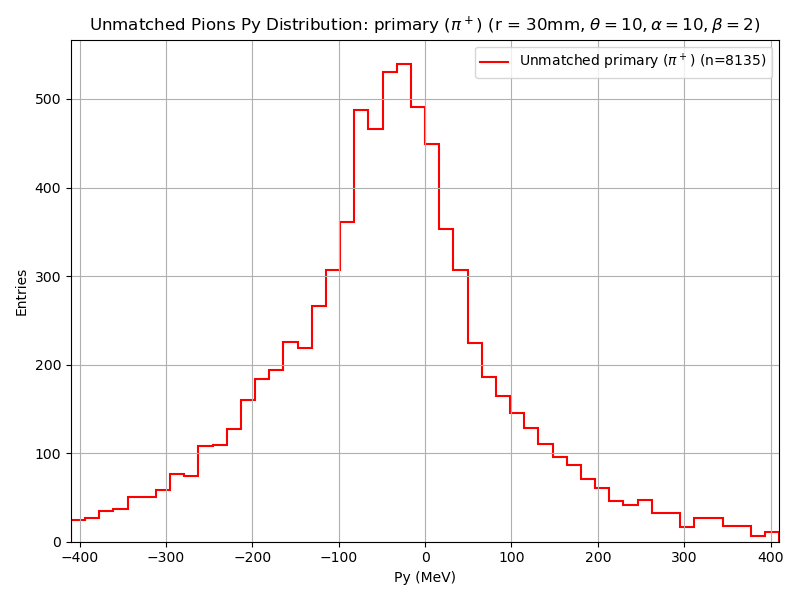 Unmatched Pions Py Distribution: primary (π⁺) (r = 30mm, θ = 10, α = 10, β = 2)
Unmatched primary (π⁺) (n=8135)
Entries
500
400
300
200
100
0
−400 −300 −200 −100 0 100 200 300 400
Py (MeV)